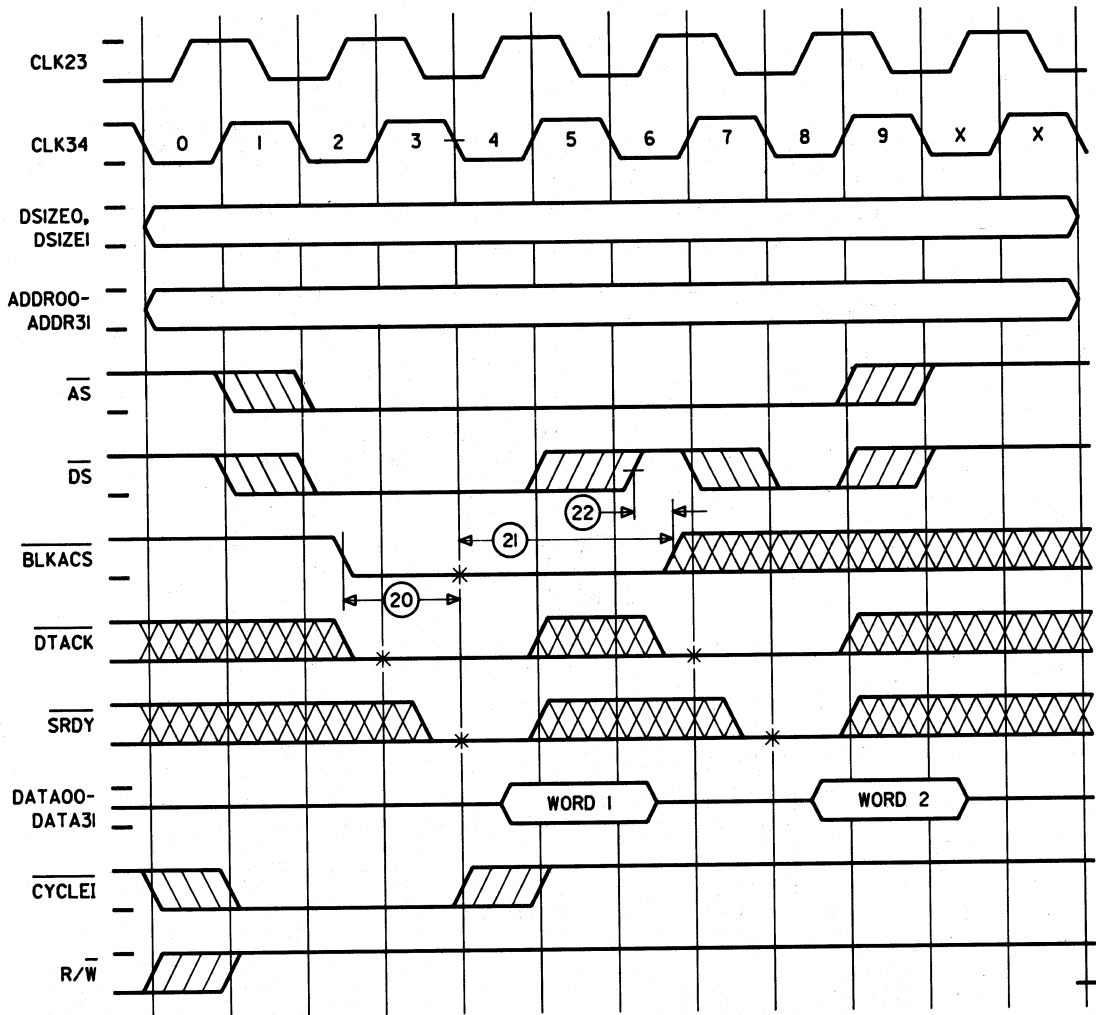 CLK23
CLK34
0 1 2 3 4 5 6 7 8 9 X X
DSIZE0,
DSIZE1
ADDR00-
ADDR31
AS
DS
22
21
BLKACS
20
DTACK
SRDY
DATA00-
DATA31
WORD 1
WORD 2
CYCLEI
R/W